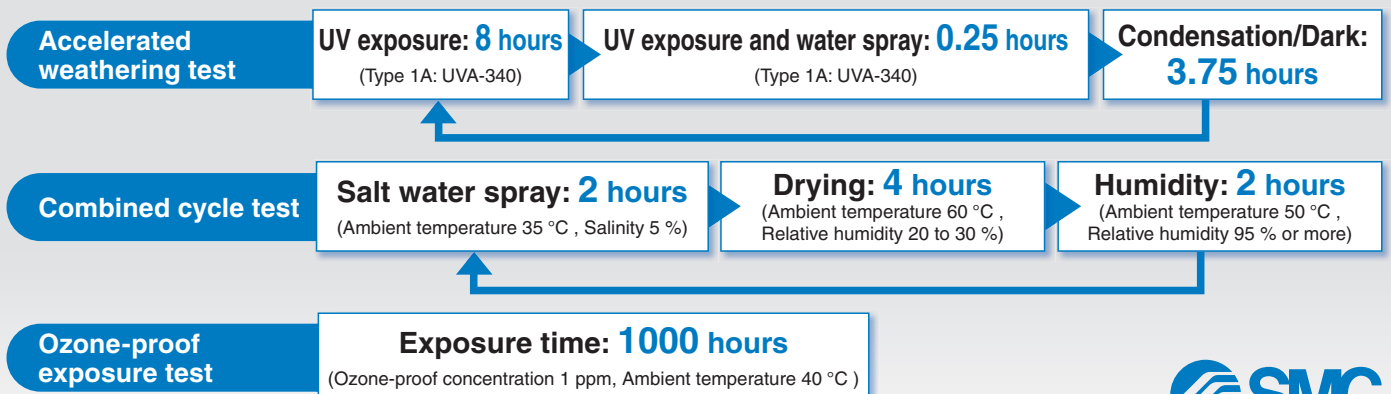 Accelerated
weathering test
UV exposure: 8 hours
(Type 1A: UVA-340)
UV exposure and water spray: 0.25 hours
(Type 1A: UVA-340)
Condensation/Dark:
3.75 hours
Combined cycle test
Salt water spray: 2 hours
(Ambient temperature 35 °C , Salinity 5 %)
Drying: 4 hours
(Ambient temperature 60 °C ,
Relative humidity 20 to 30 %)
Humidity: 2 hours
(Ambient temperature 50 °C ,
Relative humidity 95 % or more)
Ozone-proof
exposure test
Exposure time: 1000 hours
(Ozone-proof concentration 1 ppm, Ambient temperature 40 °C )
SMC